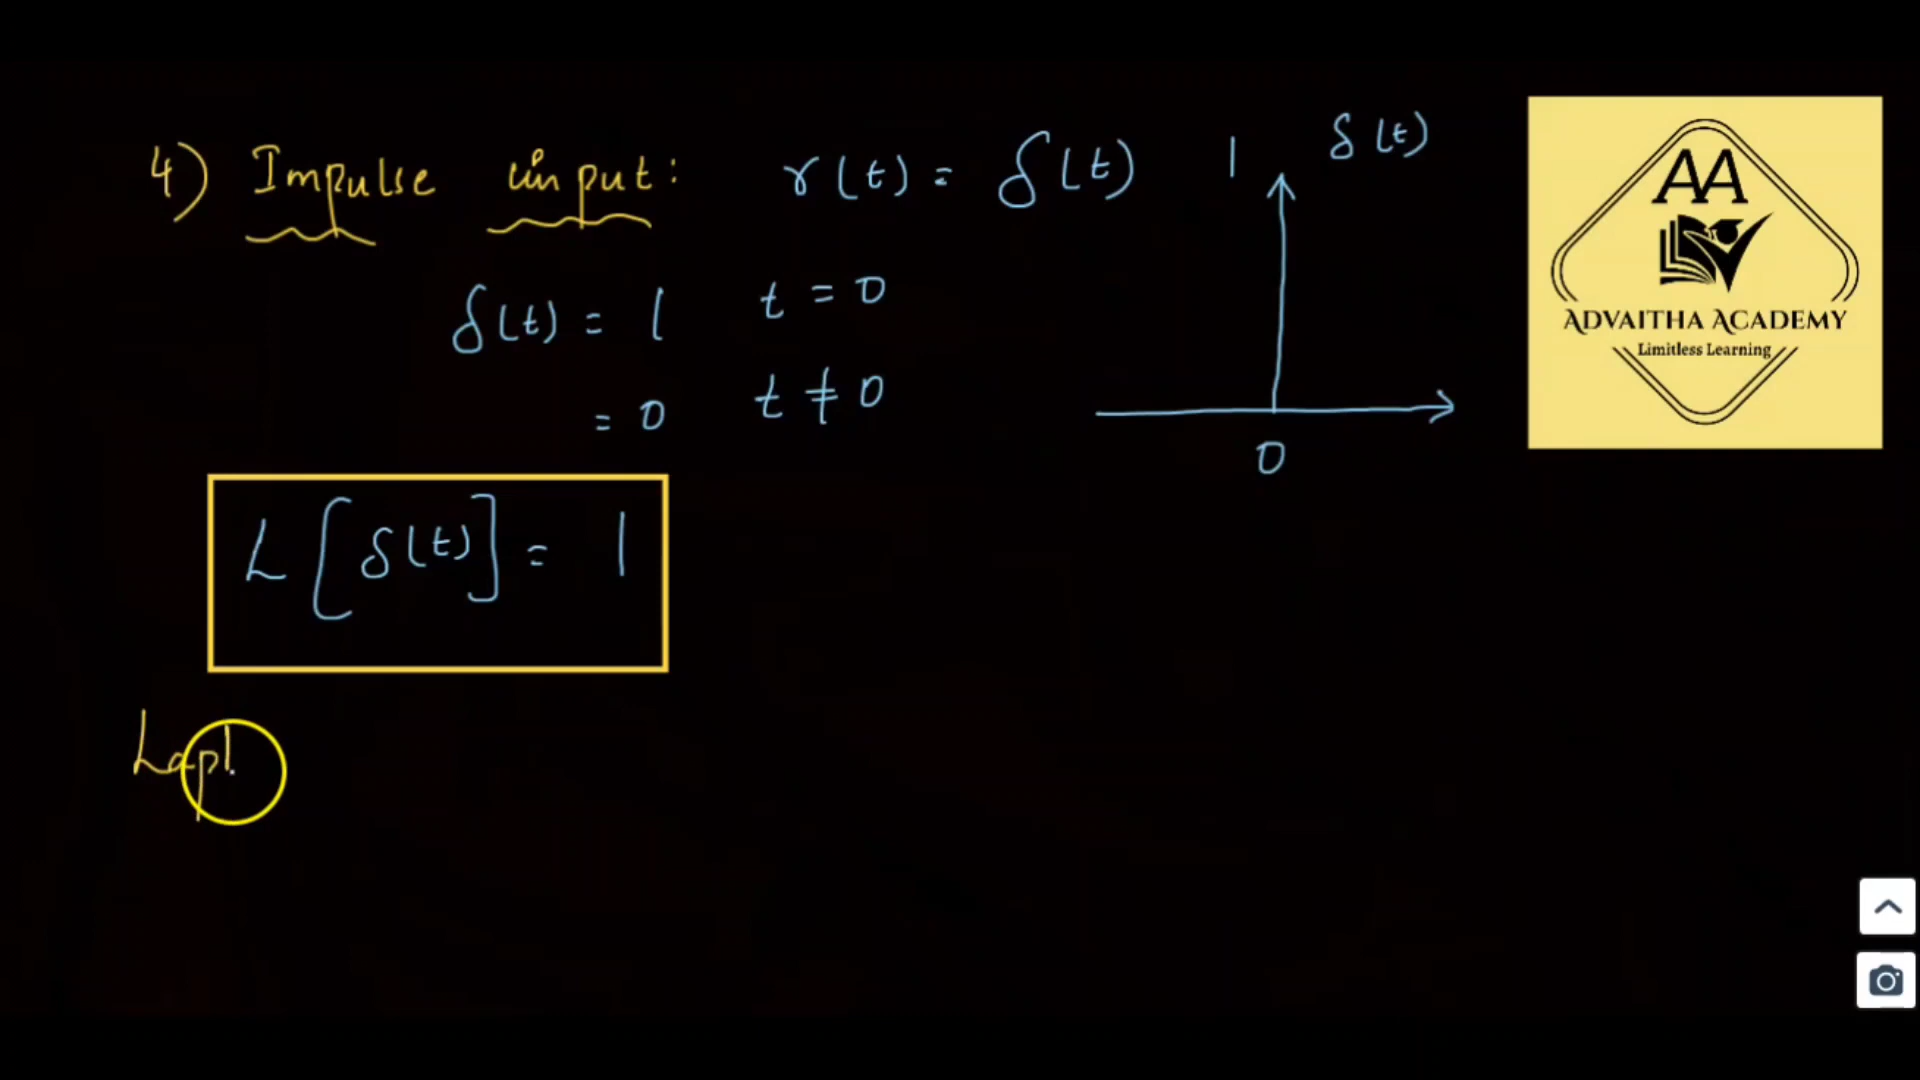 4) Impulse input: r(t) = δ(t)
1 δ(t)
δ(t) = 1 t = 0
= 0 t ≠ 0
0
L[δ(t)] = 1
Lapl
AA
ADVAITHA ACADEMY
Limitless Learning